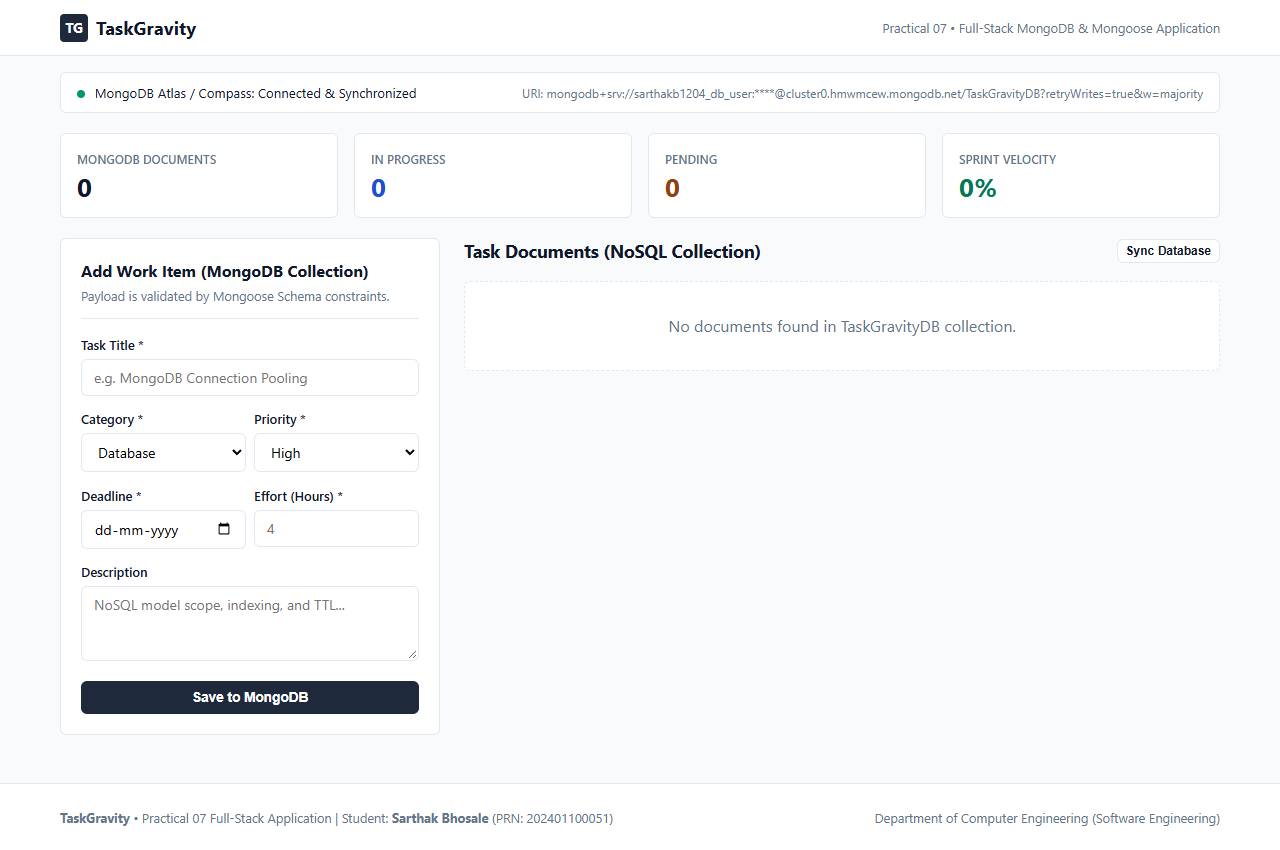 TG TaskGravity
Practical 07 • Full-Stack MongoDB & Mongoose Application
MongoDB Atlas / Compass: Connected & Synchronized
URI: mongodb+srv://sarthakb1204_db_user:****@cluster0.hmwmcew.mongodb.net/TaskGravityDB?retryWrites=true&w=majority
MONGODB DOCUMENTS
0
IN PROGRESS
0
PENDING
0
SPRINT VELOCITY
0%
Add Work Item (MongoDB Collection)
Payload is validated by Mongoose Schema constraints.
Task Title *
e.g. MongoDB Connection Pooling
Category *
Database
Priority *
High
Deadline *
dd-mm-yyyy
Effort (Hours) *
4
Description
NoSQL model scope, indexing, and TTL...
Save to MongoDB
Task Documents (NoSQL Collection)
Sync Database
No documents found in TaskGravityDB collection.
TaskGravity • Practical 07 Full-Stack Application | Student: Sarthak Bhosale (PRN: 202401100051)
Department of Computer Engineering (Software Engineering)